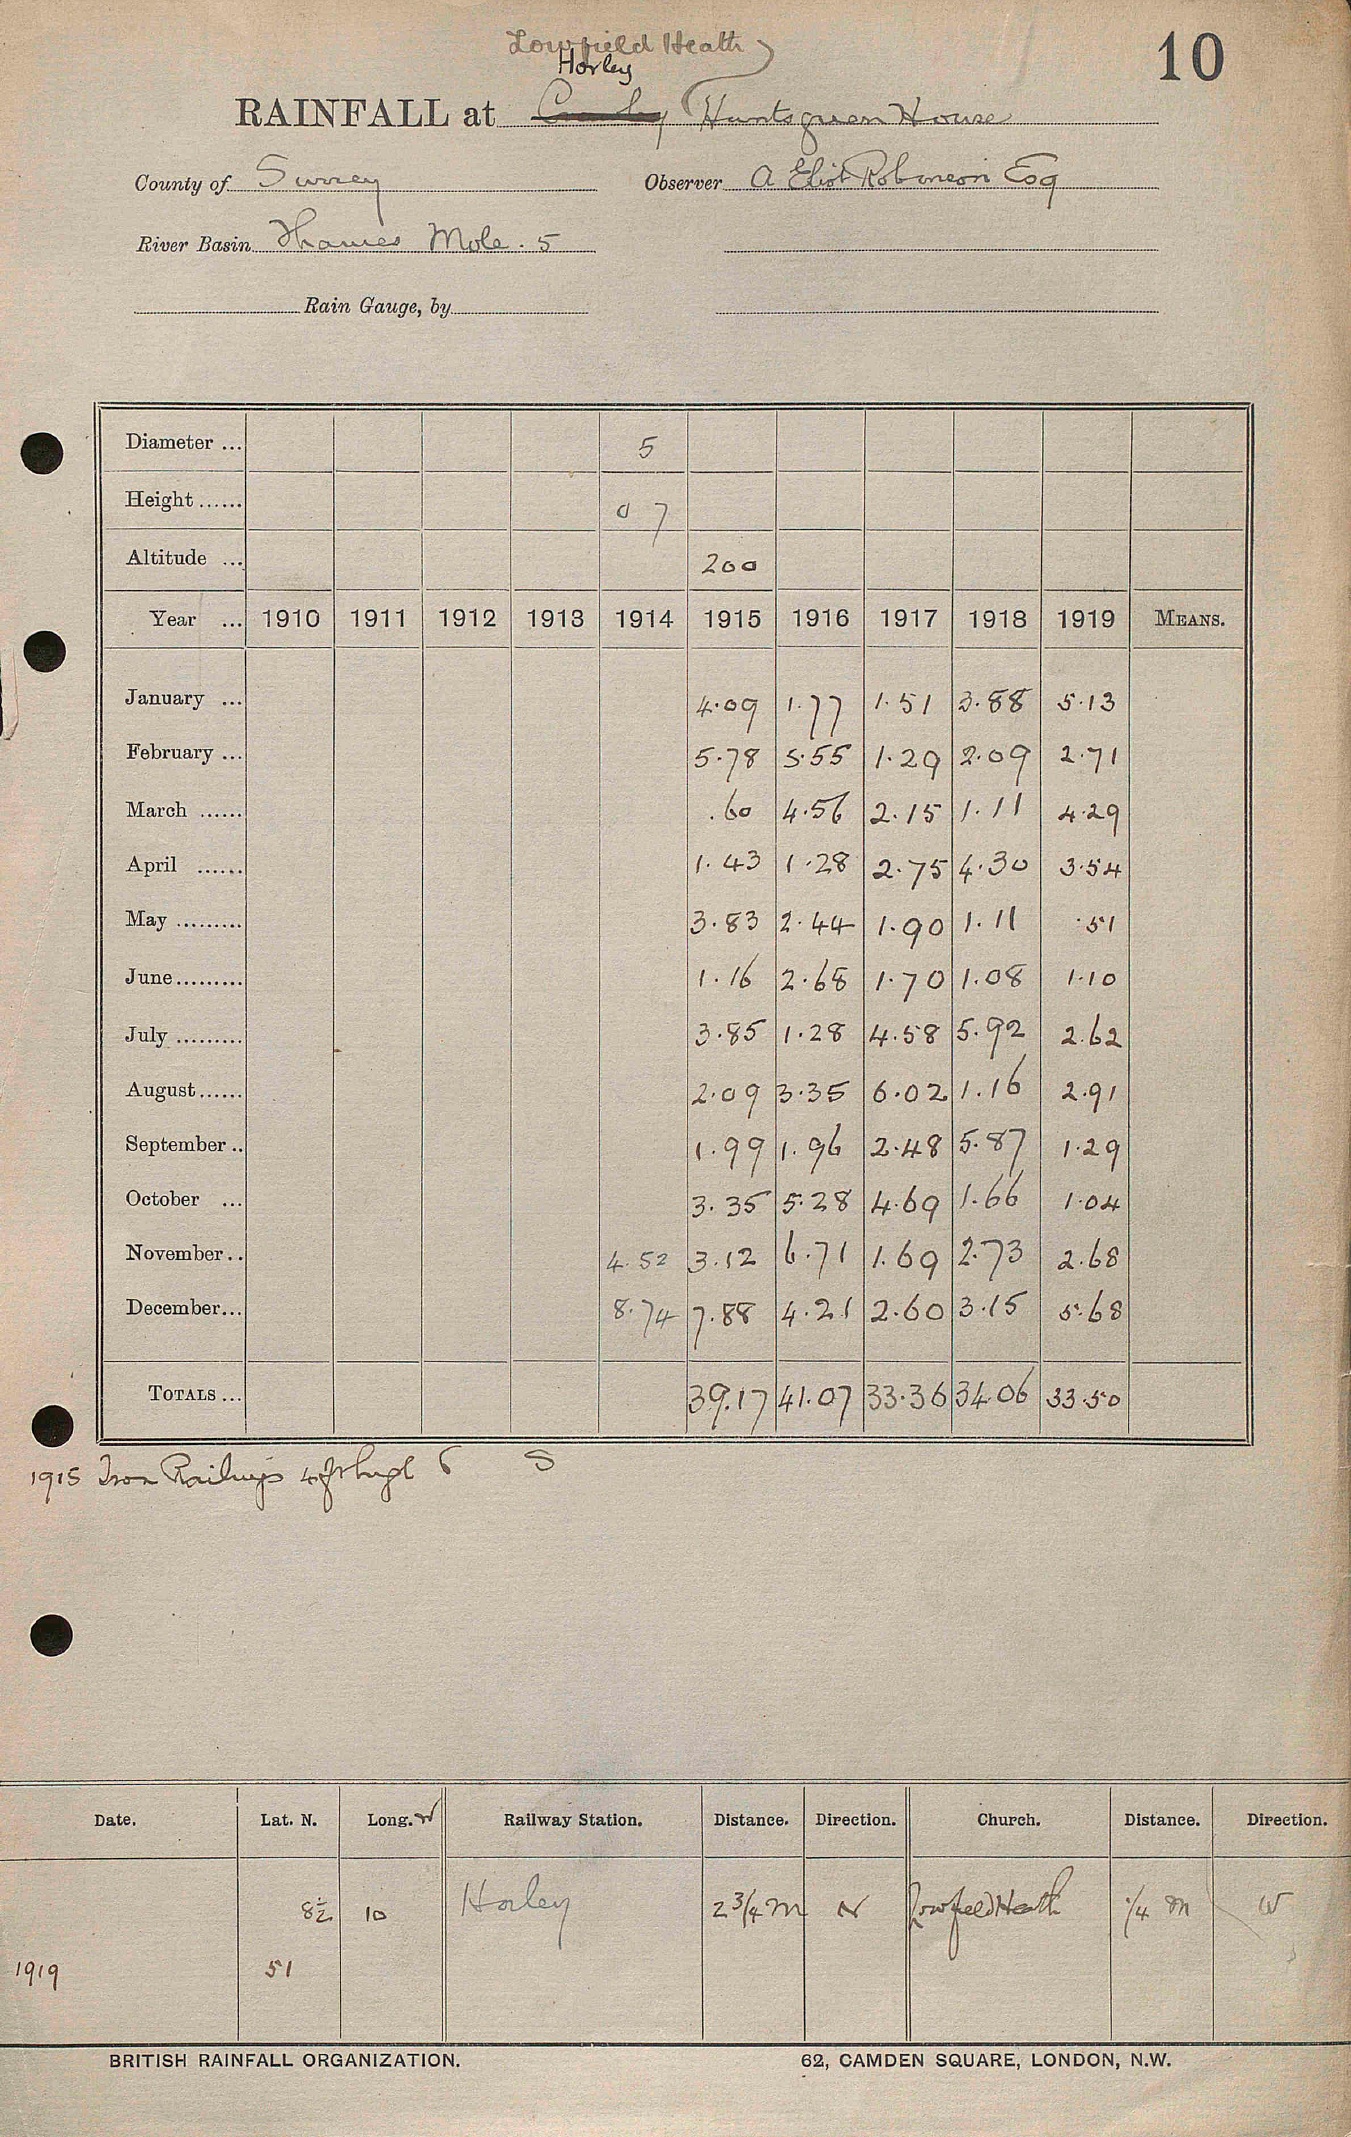 10
Lowfield Heath
Horley
RAINFALL at Huntsgreen House
County of Surrey Observer A Eliot Robinson Esq
River Basin Thames Mole. 5
Rain Gauge, by
Diameter ... 5
Height ...... 0 7
Altitude ... 200
Year ... 1910 1911 1912 1913 1914 1915 1916 1917 1918 1919 MEANS.
January ... 4.09 1.77 1.51 3.88 5.13
February ... 5.78 5.55 1.29 2.09 2.71
March ...... .60 4.56 2.15 1.11 4.29
April ...... 1.43 1.28 2.75 4.30 3.54
May ......... 3.83 2.44 1.90 1.11 .51
June ......... 1.16 2.68 1.70 1.08 1.10
July ......... 3.85 1.28 4.58 5.92 2.62
August ...... 2.09 3.35 6.02 1.16 2.91
September .. 1.99 1.96 2.48 5.87 1.29
October ... 3.35 5.28 4.69 1.66 1.04
November .. 4.52 3.12 6.71 1.69 2.73 2.68
December ... 8.74 7.88 4.21 2.60 3.15 5.68
TOTALS ... 39.17 41.07 33.36 34.06 33.50
1915 Iron Railings 4ft high 6 S
Date. Lat. N. Long. W Railway Station. Distance. Direction. Church. Distance. Direction.
8½ 10 Horley 2 3/4 m N Lowfield Heath 1/4 m W
1919 51
BRITISH RAINFALL ORGANIZATION. 62, CAMDEN SQUARE, LONDON, N.W.